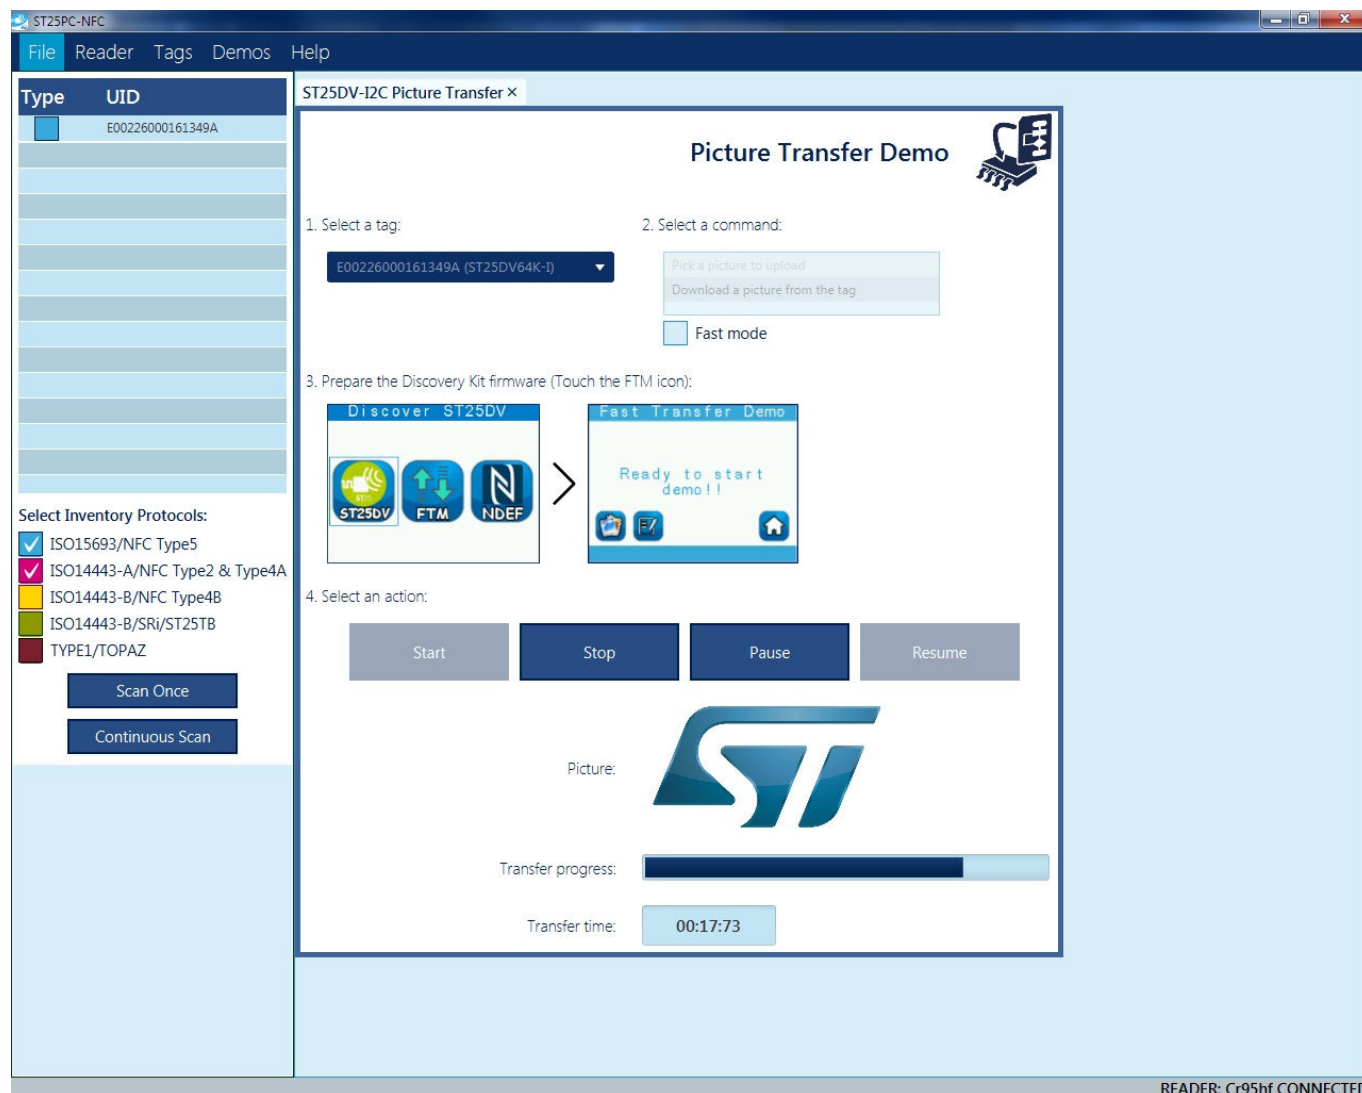 ST25PC-NFC
File Reader Tags Demos Help
Type UID
E00226000161349A
Select Inventory Protocols:
ISO15693/NFC Type5
ISO14443-A/NFC Type2 & Type4A
ISO14443-B/NFC Type4B
ISO14443-B/SRi/ST25TB
TYPE1/TOPAZ
Scan Once
Continuous Scan
ST25DV-I2C Picture Transfer ×
Picture Transfer Demo
1. Select a tag:
E00226000161349A (ST25DV64K-I)
2. Select a command:
Pick a picture to upload
Download a picture from the tag
Fast mode
3. Prepare the Discovery Kit firmware (Touch the FTM icon):
Discover ST25DV
ST25
ST25DV FTM NDEF
Fast Transfer Demo
Ready to start
demo!!
4. Select an action:
Start Stop Pause Resume
Picture:
ST
Transfer progress:
Transfer time: 00:17:73
READER: Cr95hf CONNECTED